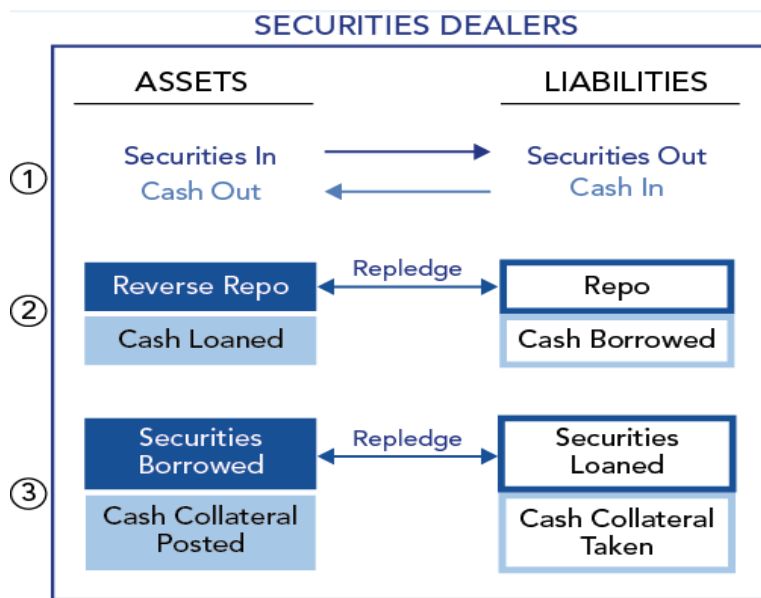 SECURITIES DEALERS
ASSETS
LIABILITIES
①
Securities In
Cash Out
Securities Out
Cash In
②
Reverse Repo
Repledge
Repo
Cash Loaned
Cash Borrowed
③
Securities
Borrowed
Repledge
Securities
Loaned
Cash Collateral
Posted
Cash Collateral
Taken